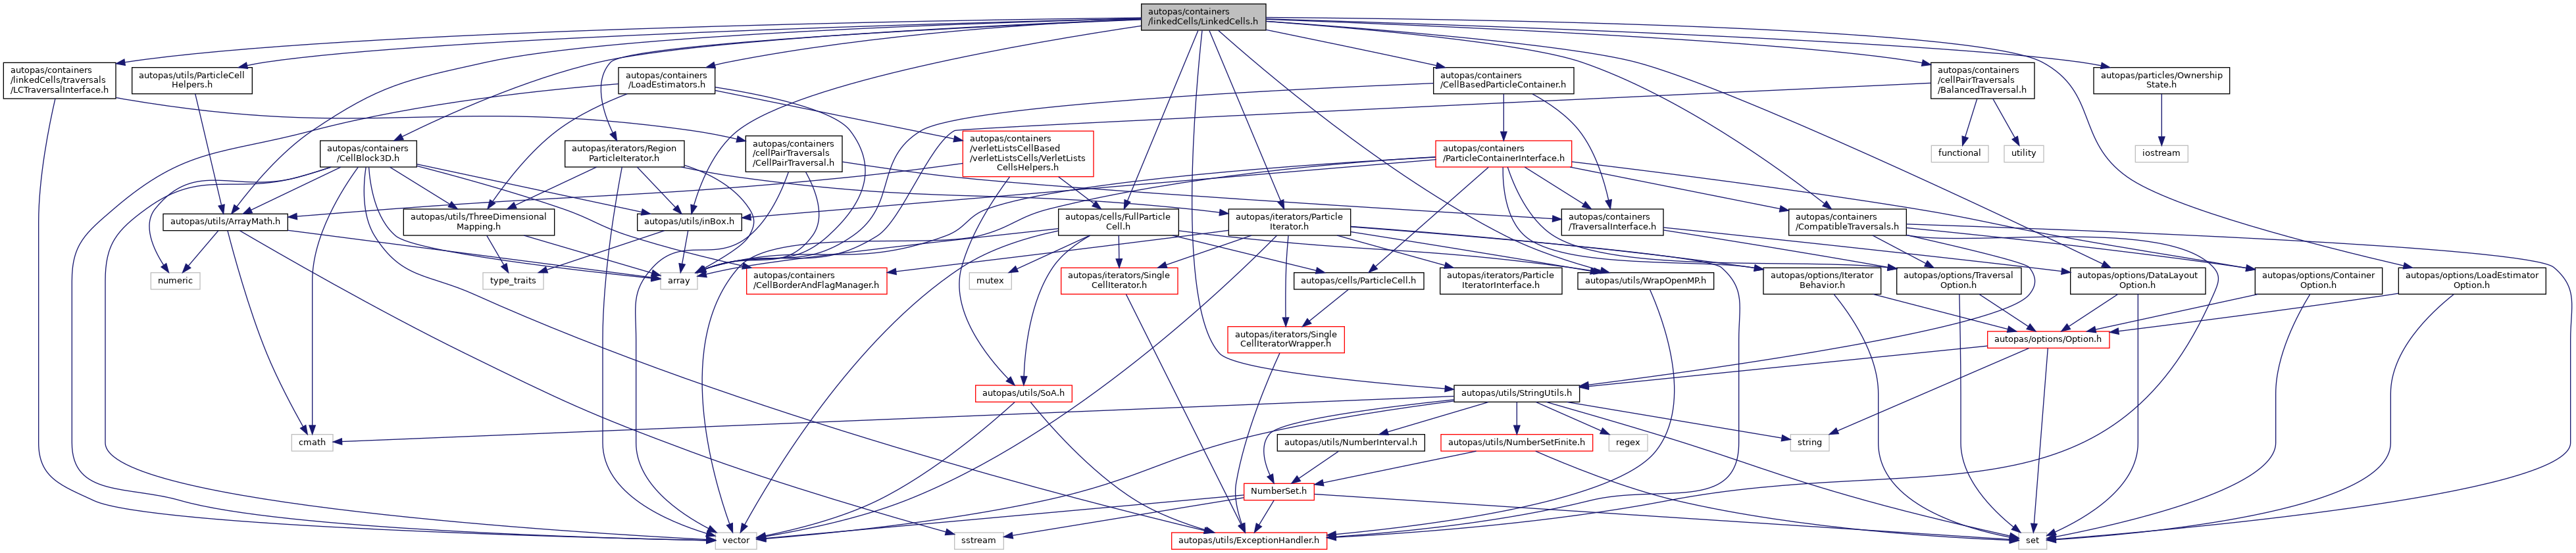 autopas/containers
/linkedCells/LinkedCells.h
autopas/containers
/linkedCells/traversals
/LCTraversalInterface.h
autopas/utils/ParticleCell
Helpers.h
autopas/containers
/LoadEstimators.h
autopas/containers
/CellBasedParticleContainer.h
autopas/containers
/cellPairTraversals
/BalancedTraversal.h
autopas/particles/Ownership
State.h
autopas/containers
/CellBlock3D.h
autopas/iterators/Region
ParticleIterator.h
autopas/containers
/cellPairTraversals
/CellPairTraversal.h
autopas/containers
/verletListsCellBased
/verletListsCells/VerletLists
CellsHelpers.h
autopas/containers
/ParticleContainerInterface.h
functional
utility
iostream
autopas/utils/ArrayMath.h
autopas/utils/ThreeDimensional
Mapping.h
autopas/utils/inBox.h
autopas/cells/FullParticle
Cell.h
autopas/iterators/Particle
Iterator.h
autopas/containers
/TraversalInterface.h
autopas/containers
/CompatibleTraversals.h
numeric
type_traits
array
autopas/containers
/CellBorderAndFlagManager.h
mutex
autopas/iterators/Single
CellIterator.h
autopas/cells/ParticleCell.h
autopas/iterators/Particle
IteratorInterface.h
autopas/utils/WrapOpenMP.h
autopas/options/Iterator
Behavior.h
autopas/options/Traversal
Option.h
autopas/options/DataLayout
Option.h
autopas/options/Container
Option.h
autopas/options/LoadEstimator
Option.h
autopas/iterators/Single
CellIteratorWrapper.h
autopas/options/Option.h
autopas/utils/SoA.h
autopas/utils/StringUtils.h
cmath
autopas/utils/NumberInterval.h
autopas/utils/NumberSetFinite.h
regex
string
NumberSet.h
vector
sstream
autopas/utils/ExceptionHandler.h
set